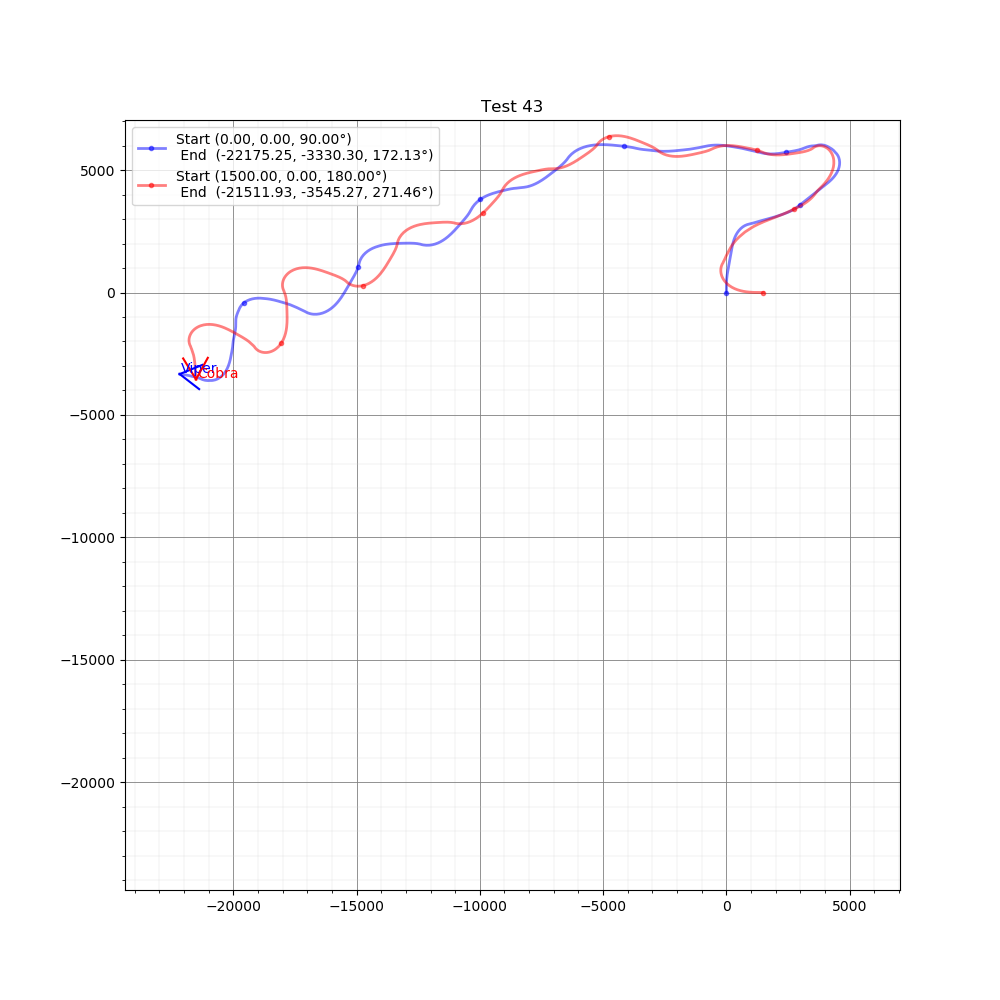 Test 43
Start (0.00, 0.00, 90.00°)
End (-22175.25, -3330.30, 172.13°)
Start (1500.00, 0.00, 180.00°)
End (-21511.93, -3545.27, 271.46°)
5000
0
−5000
−10000
−15000
−20000
Viper
Cobra
−20000 −15000 −10000 −5000 0 5000